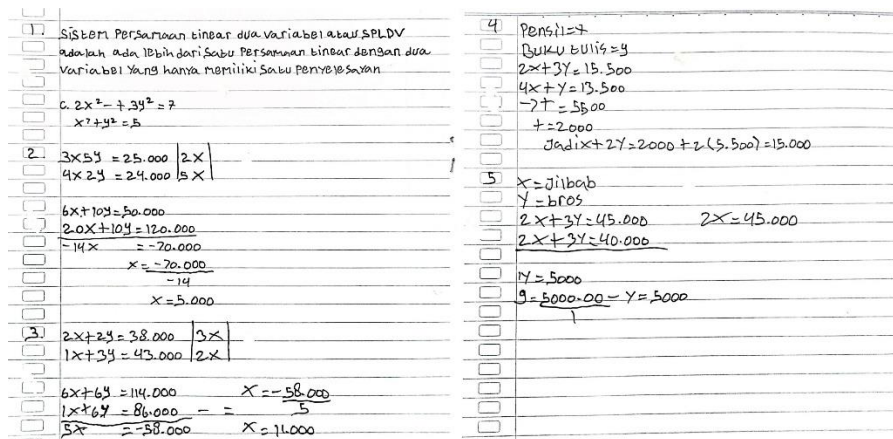 1. Sistem Persamaan linear dua variabel atau SPLDV
adalah ada lebih dari satu Persamaan linear dengan dua
variabel Yang hanya memiliki satu Penyelesaian
c. 2x² - + 3y² = 7
x² + y² = 5
2. 3x5y = 25.000 | 2x |
4x2y = 24.000 | 5x |
6x+10y=50.000
20x+10y=120.000
-14x = -70.000
x = -70.000
-14
x = 5.000
3. 2x+2y = 38.000 | 3x |
1x+3y = 43.000 | 2x |
6x+6y = 114.000 x = -58.000
1x+6y = 86.000 - = 5
5x = -58.000 x = 11.000
4 Pensil=x
Buku tulis=y
2x+3y=15.500
4x+y=13.500
-> + = 5500
+=2000
Jadi x+2y=2000+2(5.500)=15.000
5 x=Jilbab
y=bros
2x+3y=45.000 2x=45.000
2x+3y=40.000
1y=5000
9=5000.00 - y=5000
1